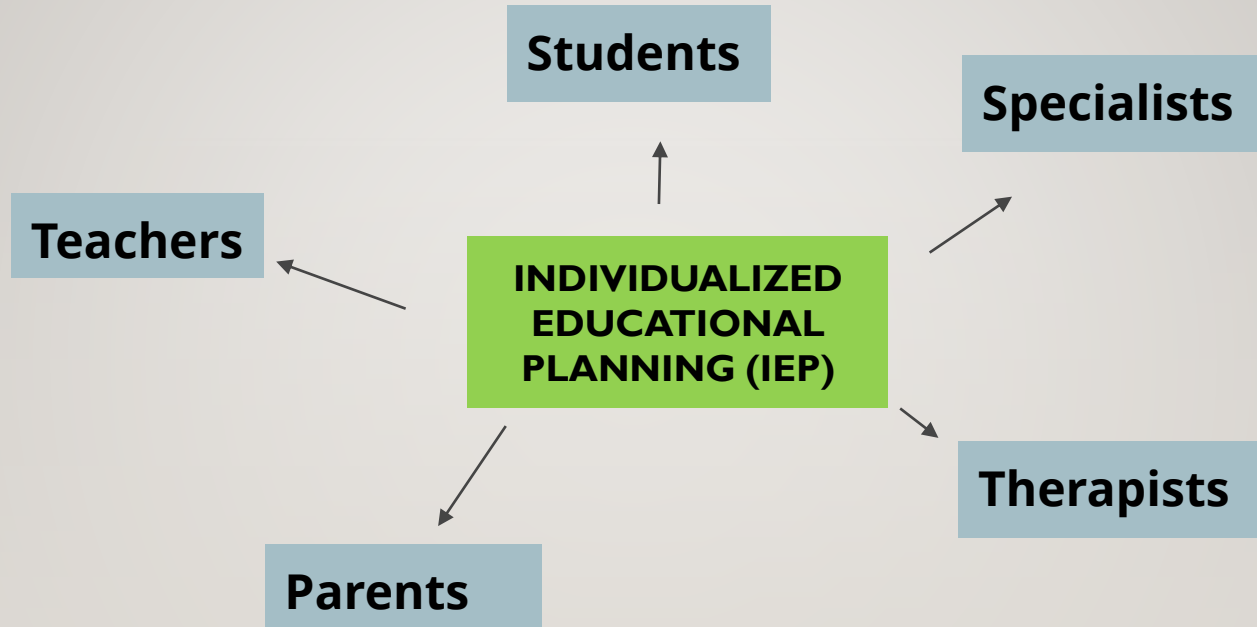 Students
Specialists
Teachers
INDIVIDUALIZED
EDUCATIONAL
PLANNING (IEP)
Therapists
Parents